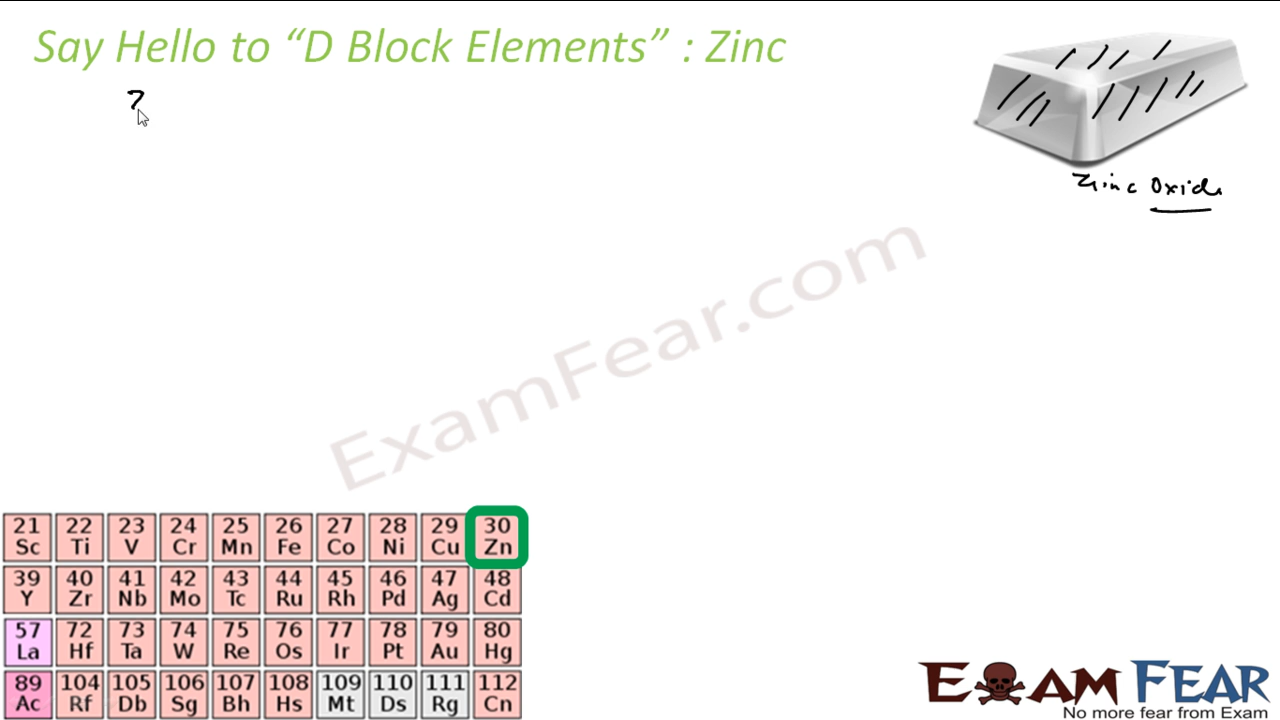 Say Hello to “D Block Elements” : Zinc
Zinc Oxide
ExamFear.com
21 22 23 24 25 26 27 28 29 30
Sc Ti V Cr Mn Fe Co Ni Cu Zn
39 40 41 42 43 44 45 46 47 48
Y Zr Nb Mo Tc Ru Rh Pd Ag Cd
57 72 73 74 75 76 77 78 79 80
La Hf Ta W Re Os Ir Pt Au Hg
89 104 105 106 107 108 109 110 111 112
Ac Rf Db Sg Bh Hs Mt Ds Rg Cn
EXAM FEAR
No more fear from Exam